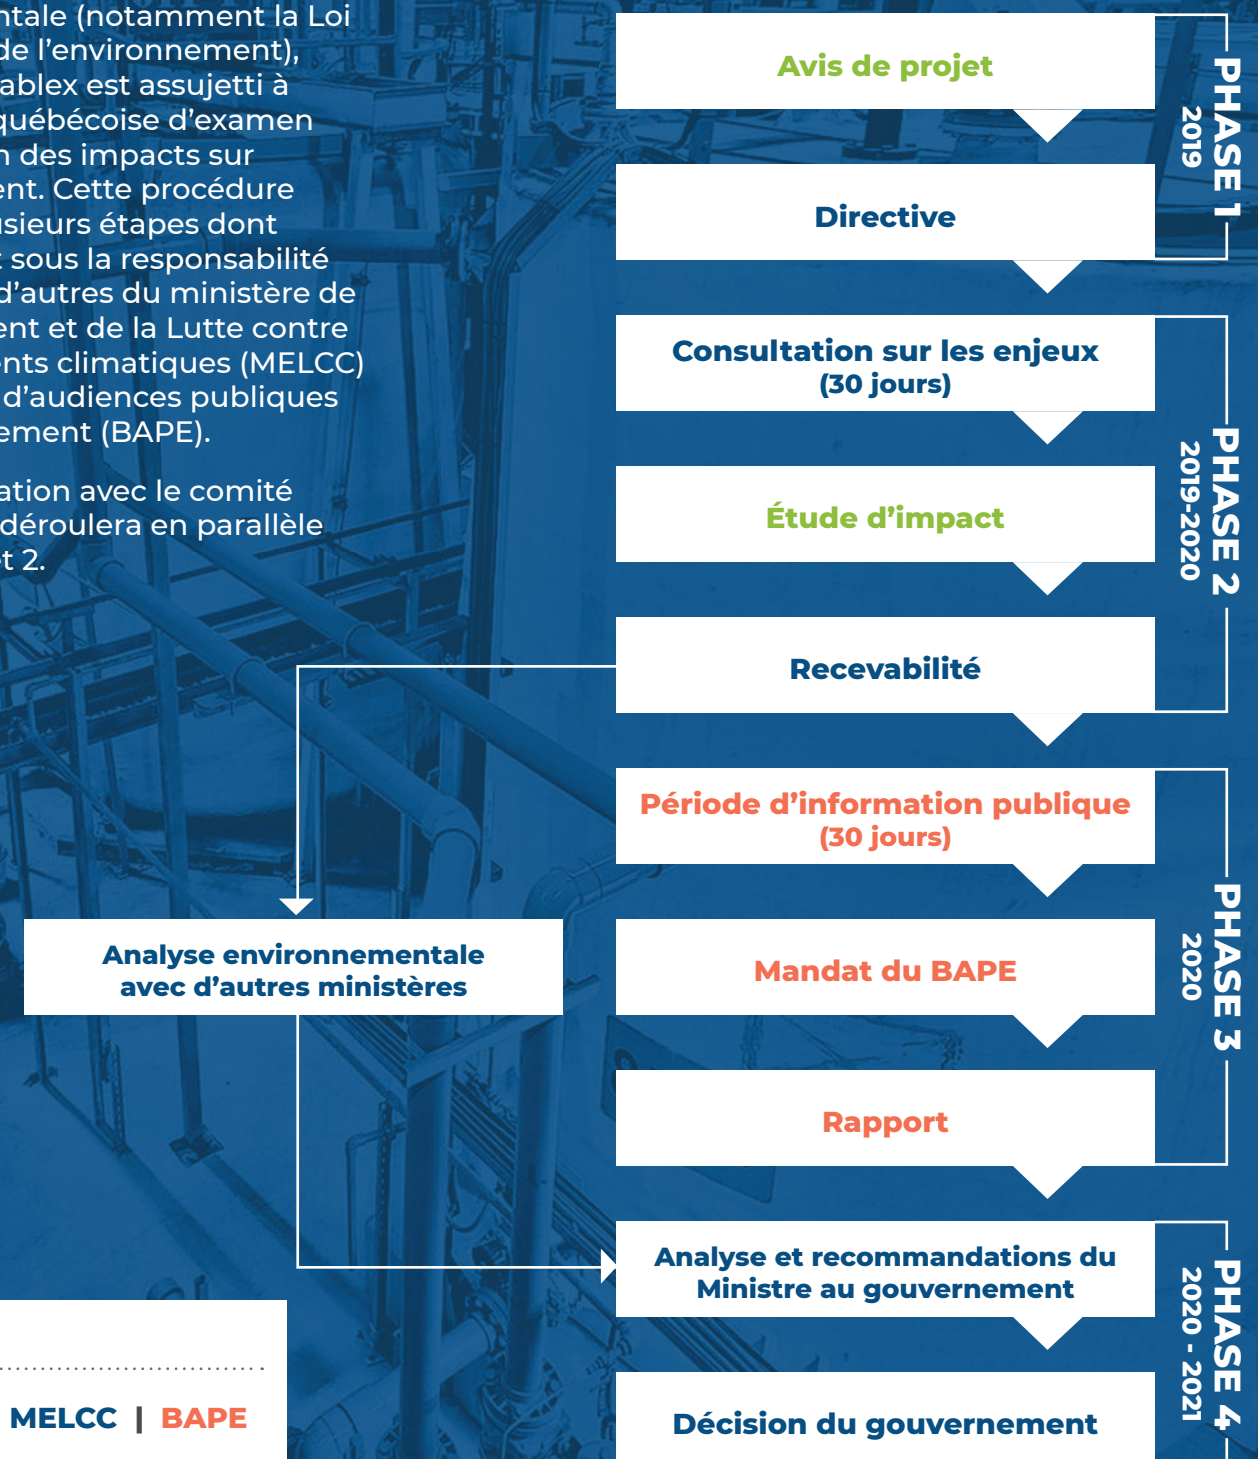 ntale (notamment la Loi
de l’environnement),
ablex est assujetti à
québécoise d’examen
n des impacts sur
ent. Cette procédure
usieurs étapes dont
t sous la responsabilité
d’autres du ministère de
ent et de la Lutte contre
ents climatiques (MELCC)
d’audiences publiques
ement (BAPE).
ation avec le comité
déroulera en parallèle
et 2.
Avis de projet
Directive
PHASE 1
2019
Consultation sur les enjeux
(30 jours)
Étude d’impact
Recevabilité
PHASE 2
2019-2020
Période d’information publique
(30 jours)
Mandat du BAPE
Rapport
PHASE 3
2020
Analyse environnementale
avec d’autres ministères
Analyse et recommandations du
Ministre au gouvernement
Décision du gouvernement
PHASE 4
2020 - 2021
MELCC | BAPE